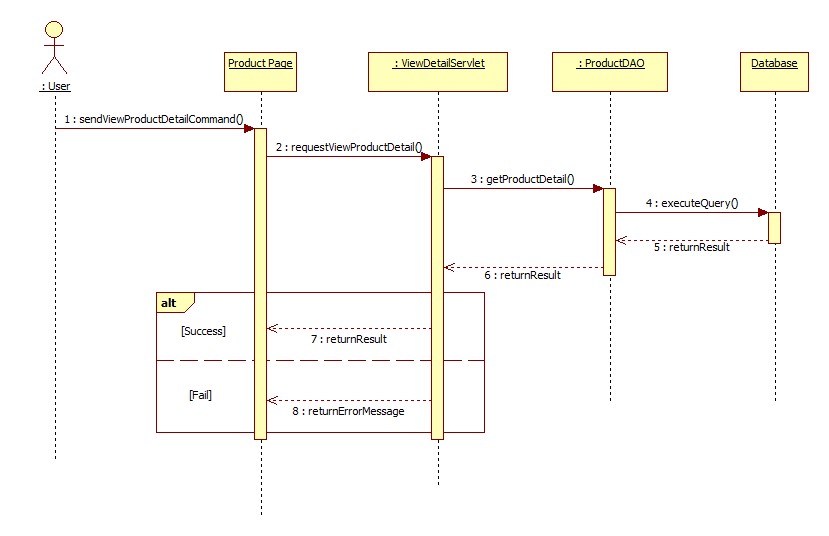 Product Page
: ViewDetailServlet
: ProductDAO
Database
: User
1 : sendViewProductDetailCommand()
2 : requestViewProductDetail()
3 : getProductDetail()
4 : executeQuery()
5 : returnResult
6 : returnResult
alt
[Success]
7 : returnResult
[Fail]
8 : returnErrorMessage